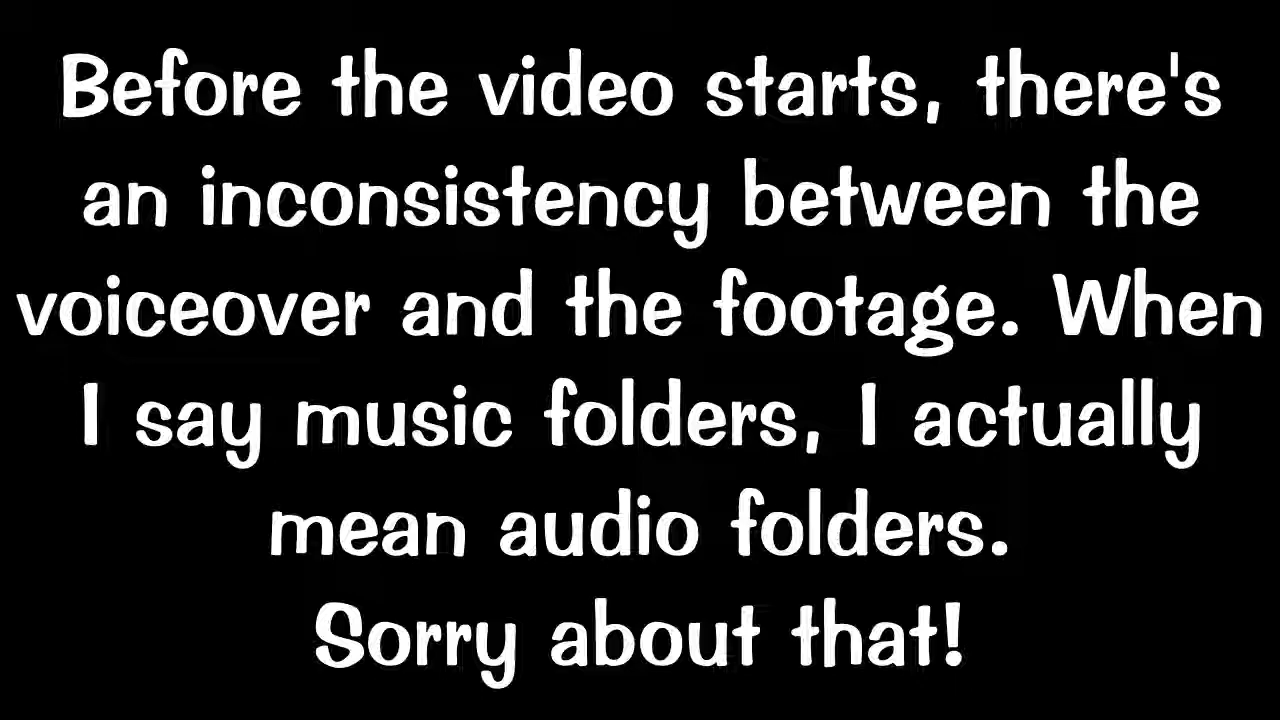 Before the video starts, there's
an inconsistency between the
voiceover and the footage. When
I say music folders, I actually
mean audio folders.
Sorry about that!